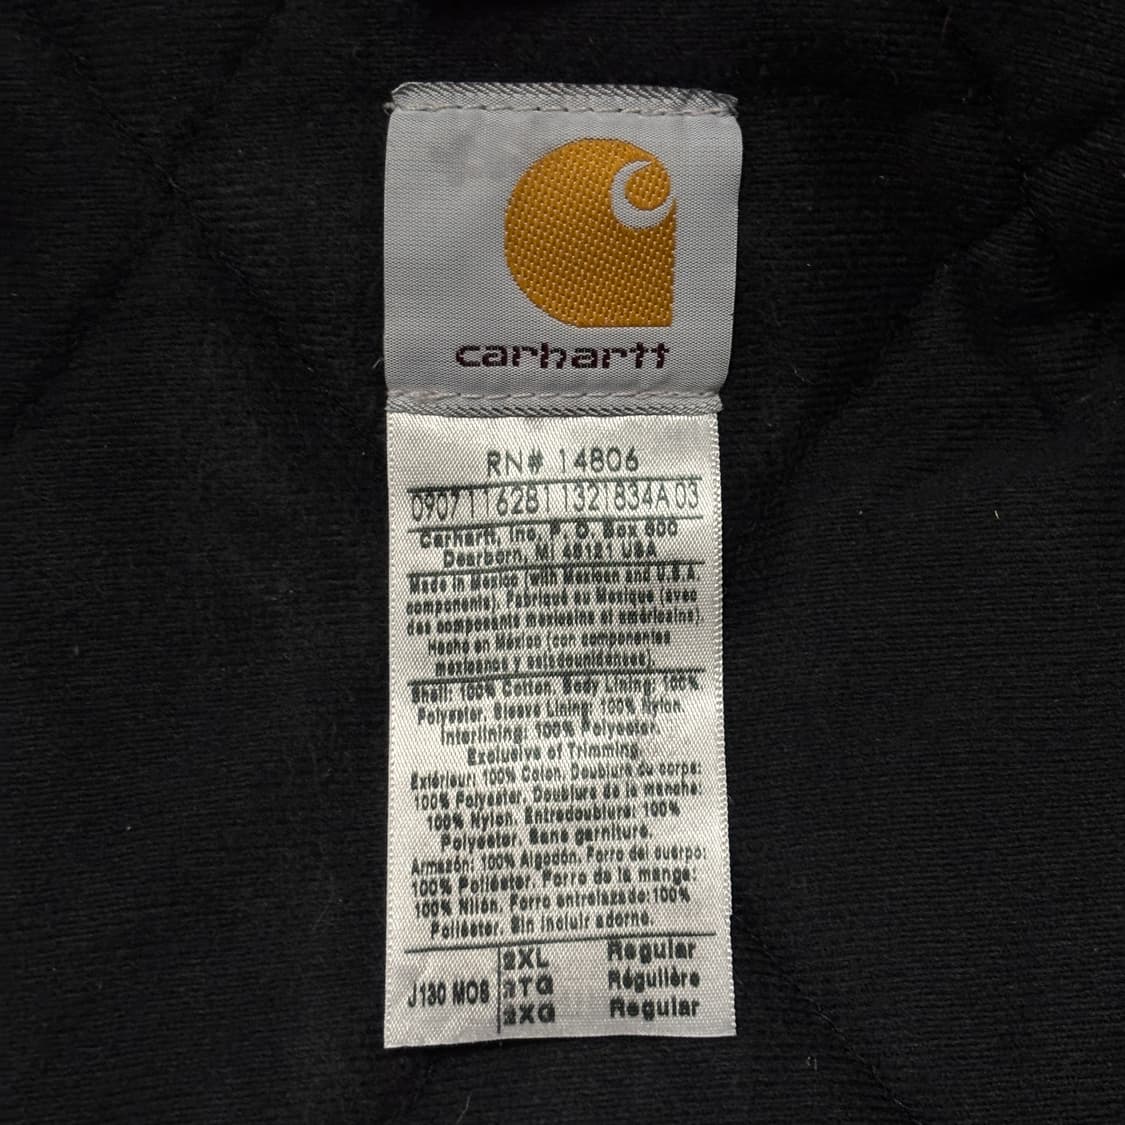 carhartt
RN# 14806
09071162811321834A 03
Carhartt, Inc, P. O. Box 600
Dearborn, MI 48121 USA
Made in Mexico (with Mexican and U.S.A.
components). Fabriqué au Mexique (avec
des composants mexicains et américains).
Hecho en México (con componentes
mexicanos y estadounidenses).
Shell: 100% Cotton. Body Lining: 100%
Polyester. Sleeve Lining: 100% Nylon
Interlining: 100% Polyester.
Exclusive of Trimming.
Extérieur: 100% Coton. Doublure du corps:
100% Polyester. Doublure de la manche:
100% Nylon. Entredoublure: 100%
Polyester. Sans garniture.
Armazón: 100% Algodón. Forro del cuerpo:
100% Poliéster. Forro de la manga:
100% Nilón. Forro entrelazado: 100%
Poliéster. Sin incluir adorno.
J130 MOS
2XL Regular
2TG Régulière
2XG Regular